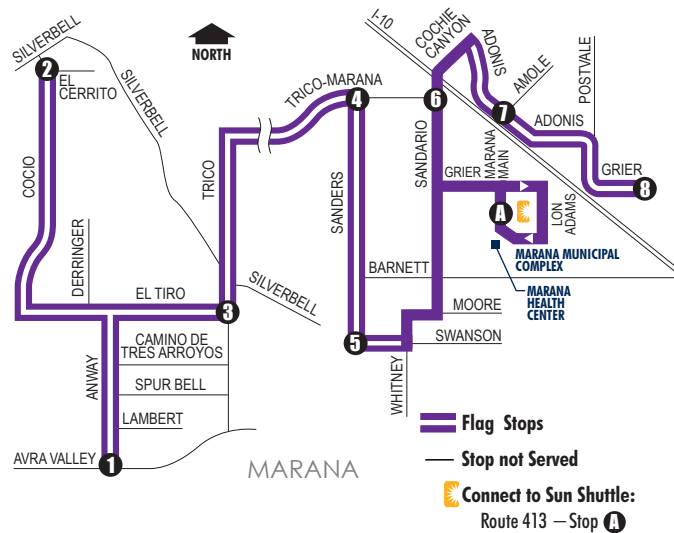 SILVERBELL
2
EL
CERRITO
NORTH
SILVERBELL
TRICO-MARANA
4
I-10
COCHIE
CANYON
ADONIS
AMOLE
POSTVALE
6
7
ADONIS
COCIO
TRICO
SANDERS
SANDARIO
GRIER
MARANA
MAIN
GRIER
8
A
LON
ADAMS
DERRINGER
EL TIRO
SILVERBELL
3
BARNETT
MARANA MUNICIPAL
COMPLEX
MARANA
HEALTH
CENTER
MOORE
SWANSON
5
WHITNEY
ANWAY
CAMINO DE
TRES ARROYOS
SPUR BELL
LAMBERT
AVRA VALLEY
1
MARANA
Flag Stops
Stop not Served
Connect to Sun Shuttle:
Route 413 – Stop A